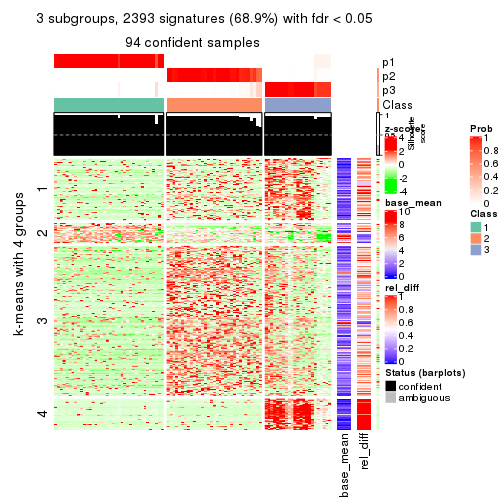 3 subgroups, 2393 signatures (68.9%) with fdr < 0.05
94 confident samples
p1
p2
p3
Class
1
Silhouette
score
k-means with 4 groups
1
2
3
4
base_mean
rel_diff
z-score
4
2
0
-2
-4
base_mean
10
8
6
4
2
0
rel_diff
1
0.8
0.6
0.4
0.2
0
Status (barplots)
confident
ambiguous
Prob
1
0.8
0.6
0.4
0.2
0
Class
1
2
3